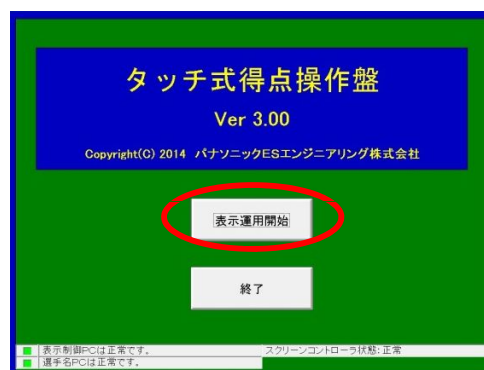 タッチ式得点操作盤
Ver 3.00
Copyright(C) 2014 パナソニックESエンジニアリング株式会社
表示運用開始
終了
表示制御PCは正常です。 スクリーンコントローラ状態: 正常
選手名PCは正常です。